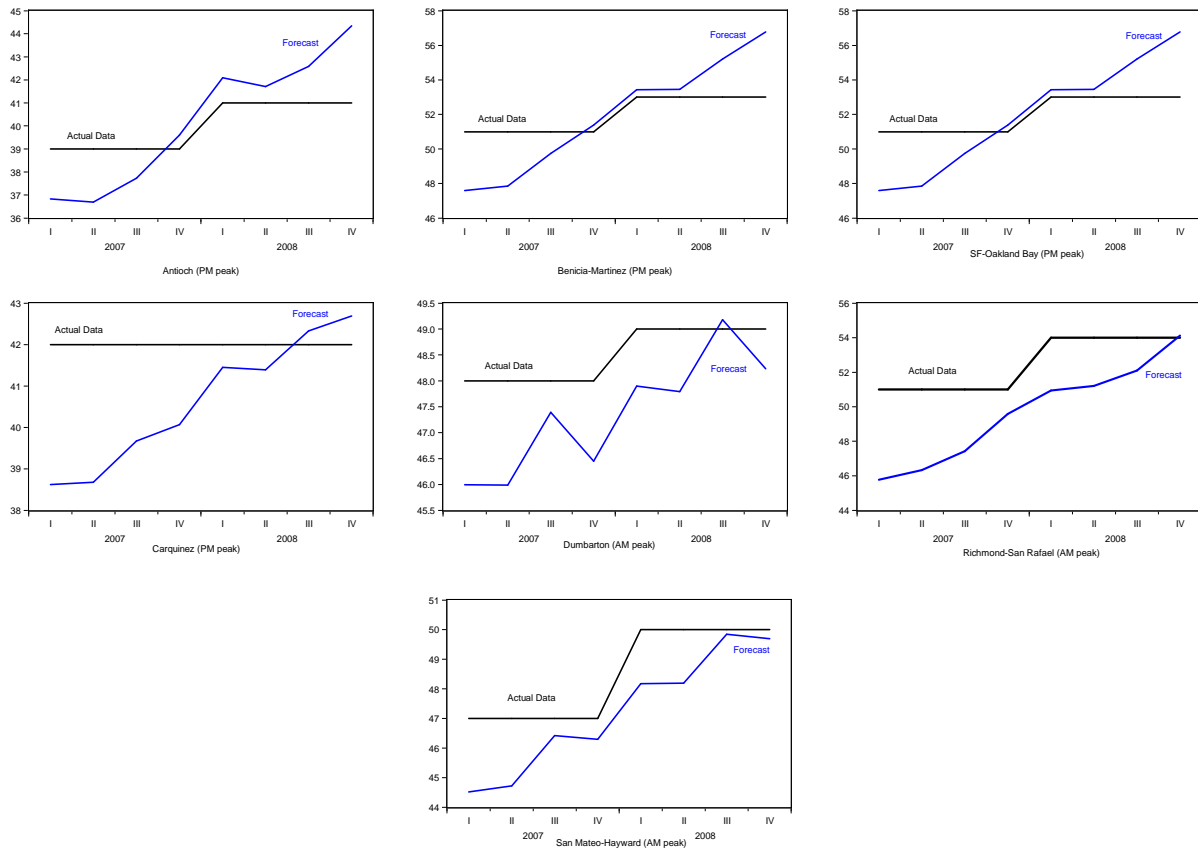 45
44
43
42
41
40
39
38
37
36
Forecast
Actual Data
I II III IV I II III IV
2007 2008
Antioch (PM peak)
58
56
54
52
50
48
46
Forecast
Actual Data
I II III IV I II III IV
2007 2008
Benicia-Martinez (PM peak)
58
56
54
52
50
48
46
Forecast
Actual Data
I II III IV I II III IV
2007 2008
SF-Oakland Bay (PM peak)
43
42
41
40
39
38
Forecast
Actual Data
I II III IV I II III IV
2007 2008
Carquinez (PM peak)
49.5
49.0
48.5
48.0
47.5
47.0
46.5
46.0
45.5
Actual Data
Forecast
I II III IV I II III IV
2007 2008
Dumbarton (AM peak)
56
54
52
50
48
46
44
Actual Data
Forecast
I II III IV I II III IV
2007 2008
Richmond-San Rafael (AM peak)
51
50
49
48
47
46
45
44
Forecast
Actual Data
I II III IV I II III IV
2007 2008
San Mateo-Hayward (AM peak)